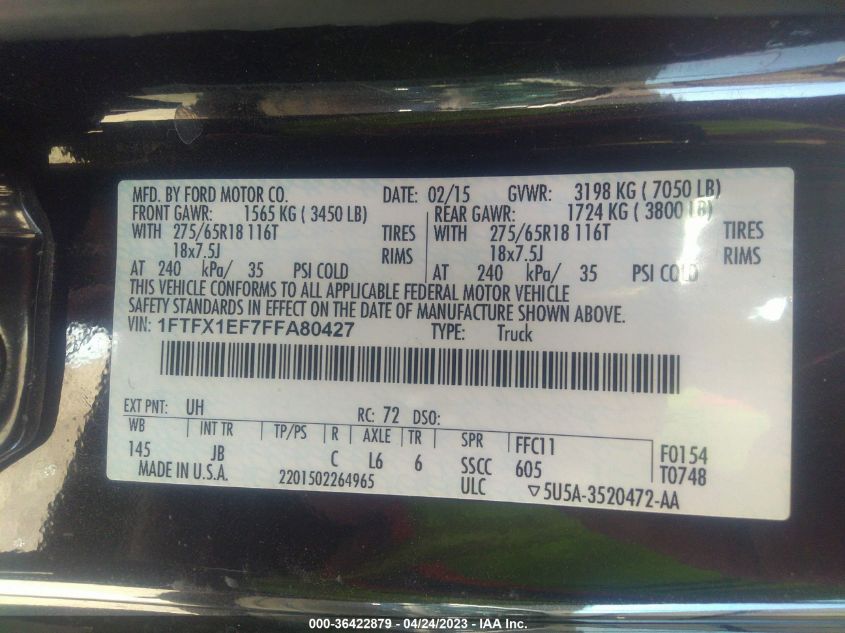 MFD. BY FORD MOTOR CO. DATE: 02/15 GVWR: 3198 KG ( 7050 LB)
FRONT GAWR: 1565 KG ( 3450 LB) REAR GAWR: 1724 KG ( 3800 LB)
WITH 275/65R18 116T TIRES WITH 275/65R18 116T TIRES
18x7.5J RIMS 18x7.5J RIMS
AT 240 kPa/ 35 PSI COLD AT 240 kPa/ 35 PSI COLD
THIS VEHICLE CONFORMS TO ALL APPLICABLE FEDERAL MOTOR VEHICLE
SAFETY STANDARDS IN EFFECT ON THE DATE OF MANUFACTURE SHOWN ABOVE.
VIN: 1FTFX1EF7FFA80427 TYPE: Truck
EXT PNT: UH RC: 72 DSO:
WB INT TR TP/PS R AXLE TR SPR FFC11 F0154
145 JB C L6 6 SSCC 605 T0748
MADE IN U.S.A. 2201502264965 ULC ▽5U5A-3520472-AA
000-36422879 - 04/24/2023 - IAA Inc.